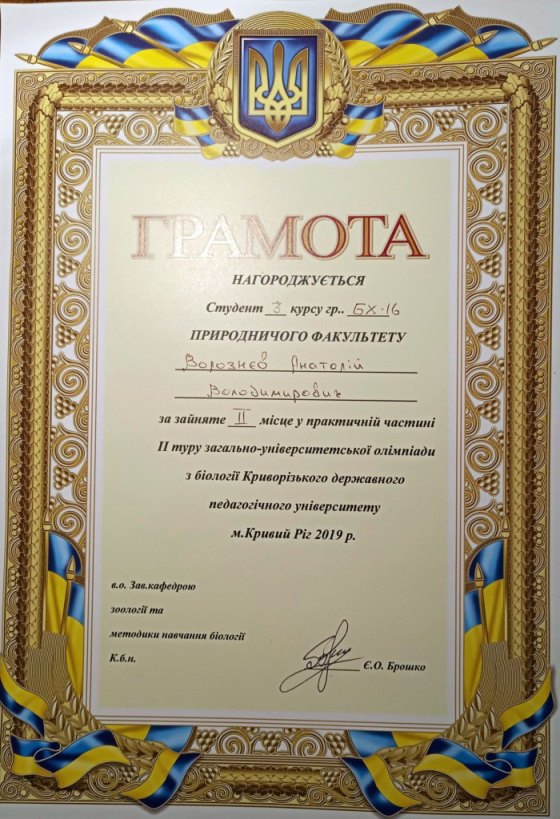 ГРАМОТА
НАГОРОДЖУЄТЬСЯ
Студент 3 курсу гр.. БХ-16
ПРИРОДНИЧОГО ФАКУЛЬТЕТУ
Ворознєв Анатолій
Володимирович
за зайняте II місце у практичній частині
II туру загально-університетської олімпіади
з біології Криворізького державного
педагогічного університету
м.Кривий Ріг 2019 р.
в.о. Зав.кафедрою
зоології та
методики навчання біології
К.б.н.
Є.О. Брошко